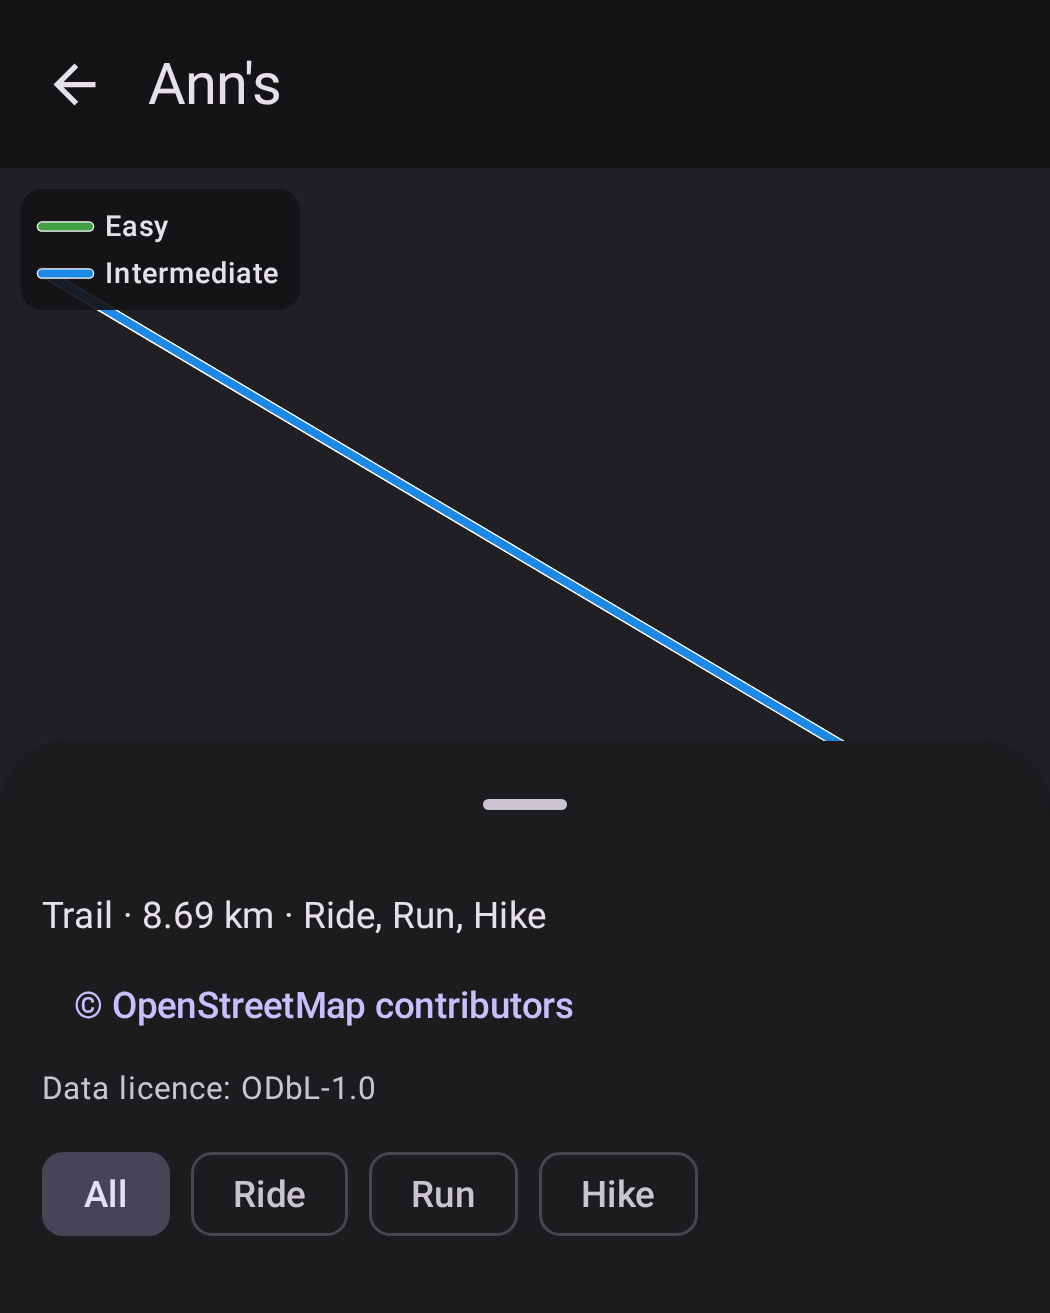 Ann's
Easy
Intermediate
Trail · 8.69 km · Ride, Run, Hike
© OpenStreetMap contributors
Data licence: ODbL-1.0
All
Ride
Run
Hike